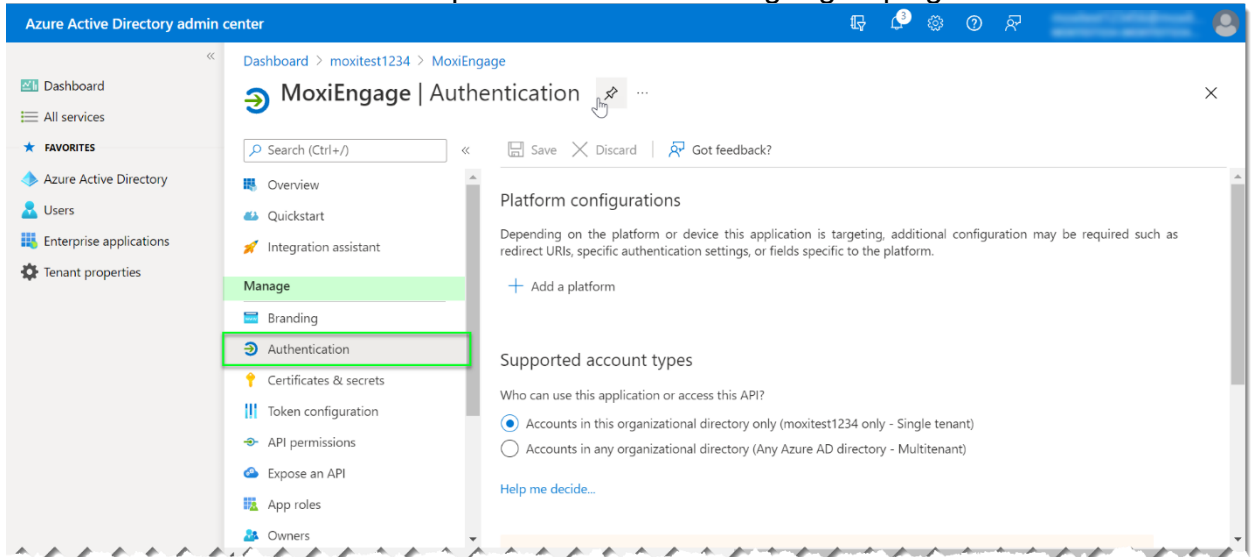 Azure Active Directory admin center
3
«
Dashboard
All services
FAVORITES
Azure Active Directory
Users
Enterprise applications
Tenant properties
Dashboard > moxitest1234 > MoxiEngage
MoxiEngage | Authentication
Search (Ctrl+/)
«
Overview
Quickstart
Integration assistant
Manage
Branding
Authentication
Certificates & secrets
Token configuration
API permissions
Expose an API
App roles
Owners
Save
Discard
Got feedback?
Platform configurations
Depending on the platform or device this application is targeting, additional configuration may be required such as
redirect URIs, specific authentication settings, or fields specific to the platform.
+ Add a platform
Supported account types
Who can use this application or access this API?
Accounts in this organizational directory only (moxitest1234 only - Single tenant)
Accounts in any organizational directory (Any Azure AD directory - Multitenant)
Help me decide...